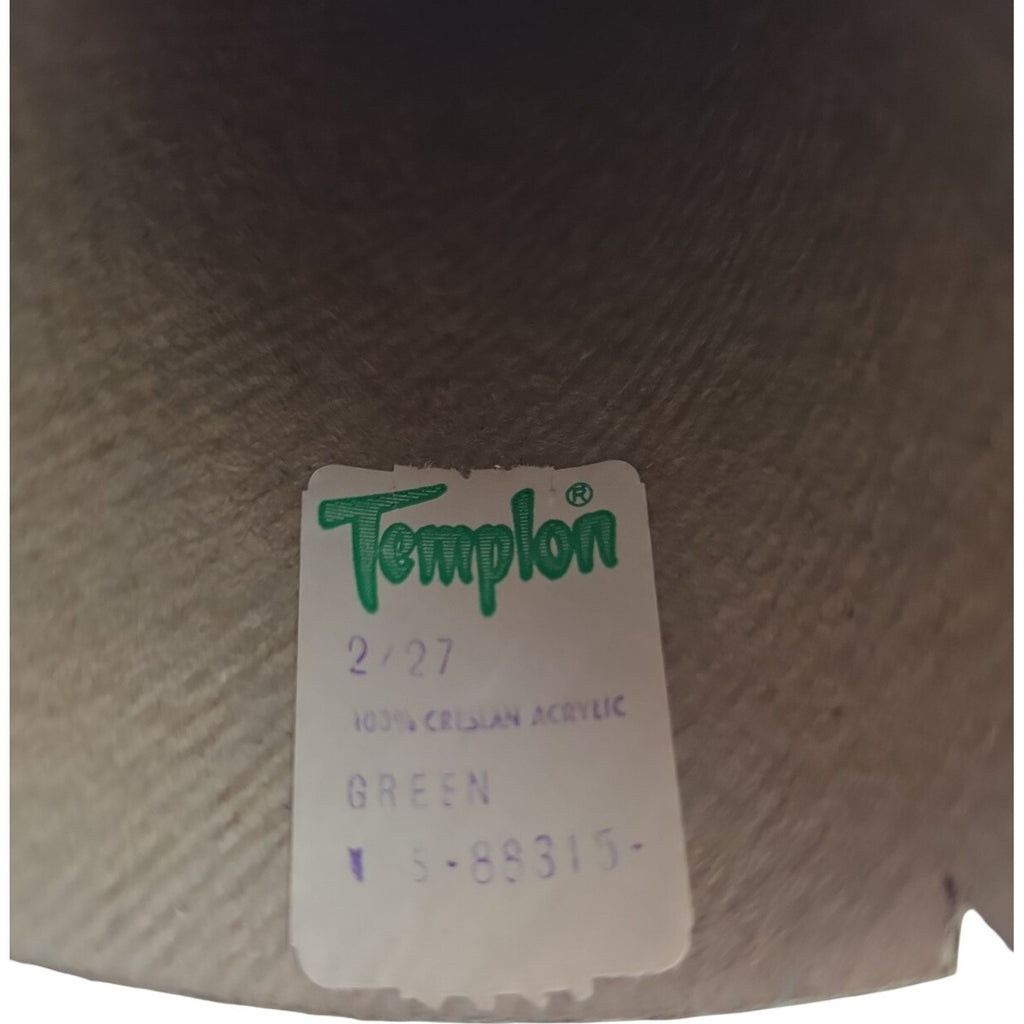 Templon®
2/27
100% CRESLAN ACRYLIC
GREEN
S-88315-